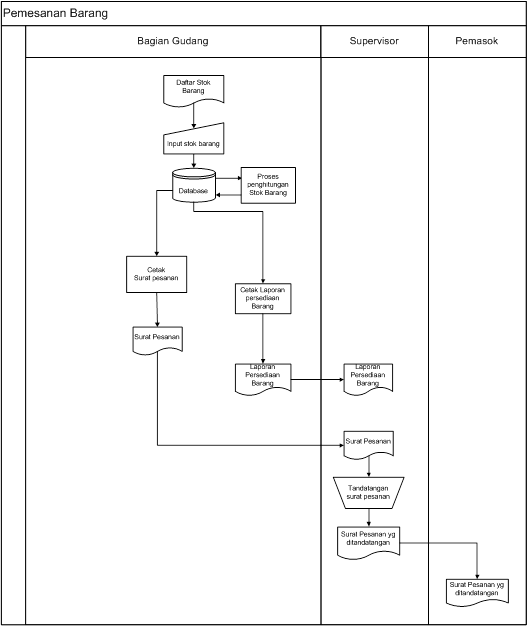 Pemesanan Barang
Bagian Gudang
Supervisor
Pemasok
Daftar Stok
Barang
input stok barang
Database
Proses
penghitungan
Stok Barang
Cetak
Surat pesanan
Cetak Laporan
persediaan
Barang
Surat Pesanan
Laporan
Persediaan
Barang
Laporan
Persediaan
Barang
Surat Pesanan
Tandatangan
surat pesanan
Surat Pesanan yg
ditandatangan
Surat Pesanan yg
ditandatangan